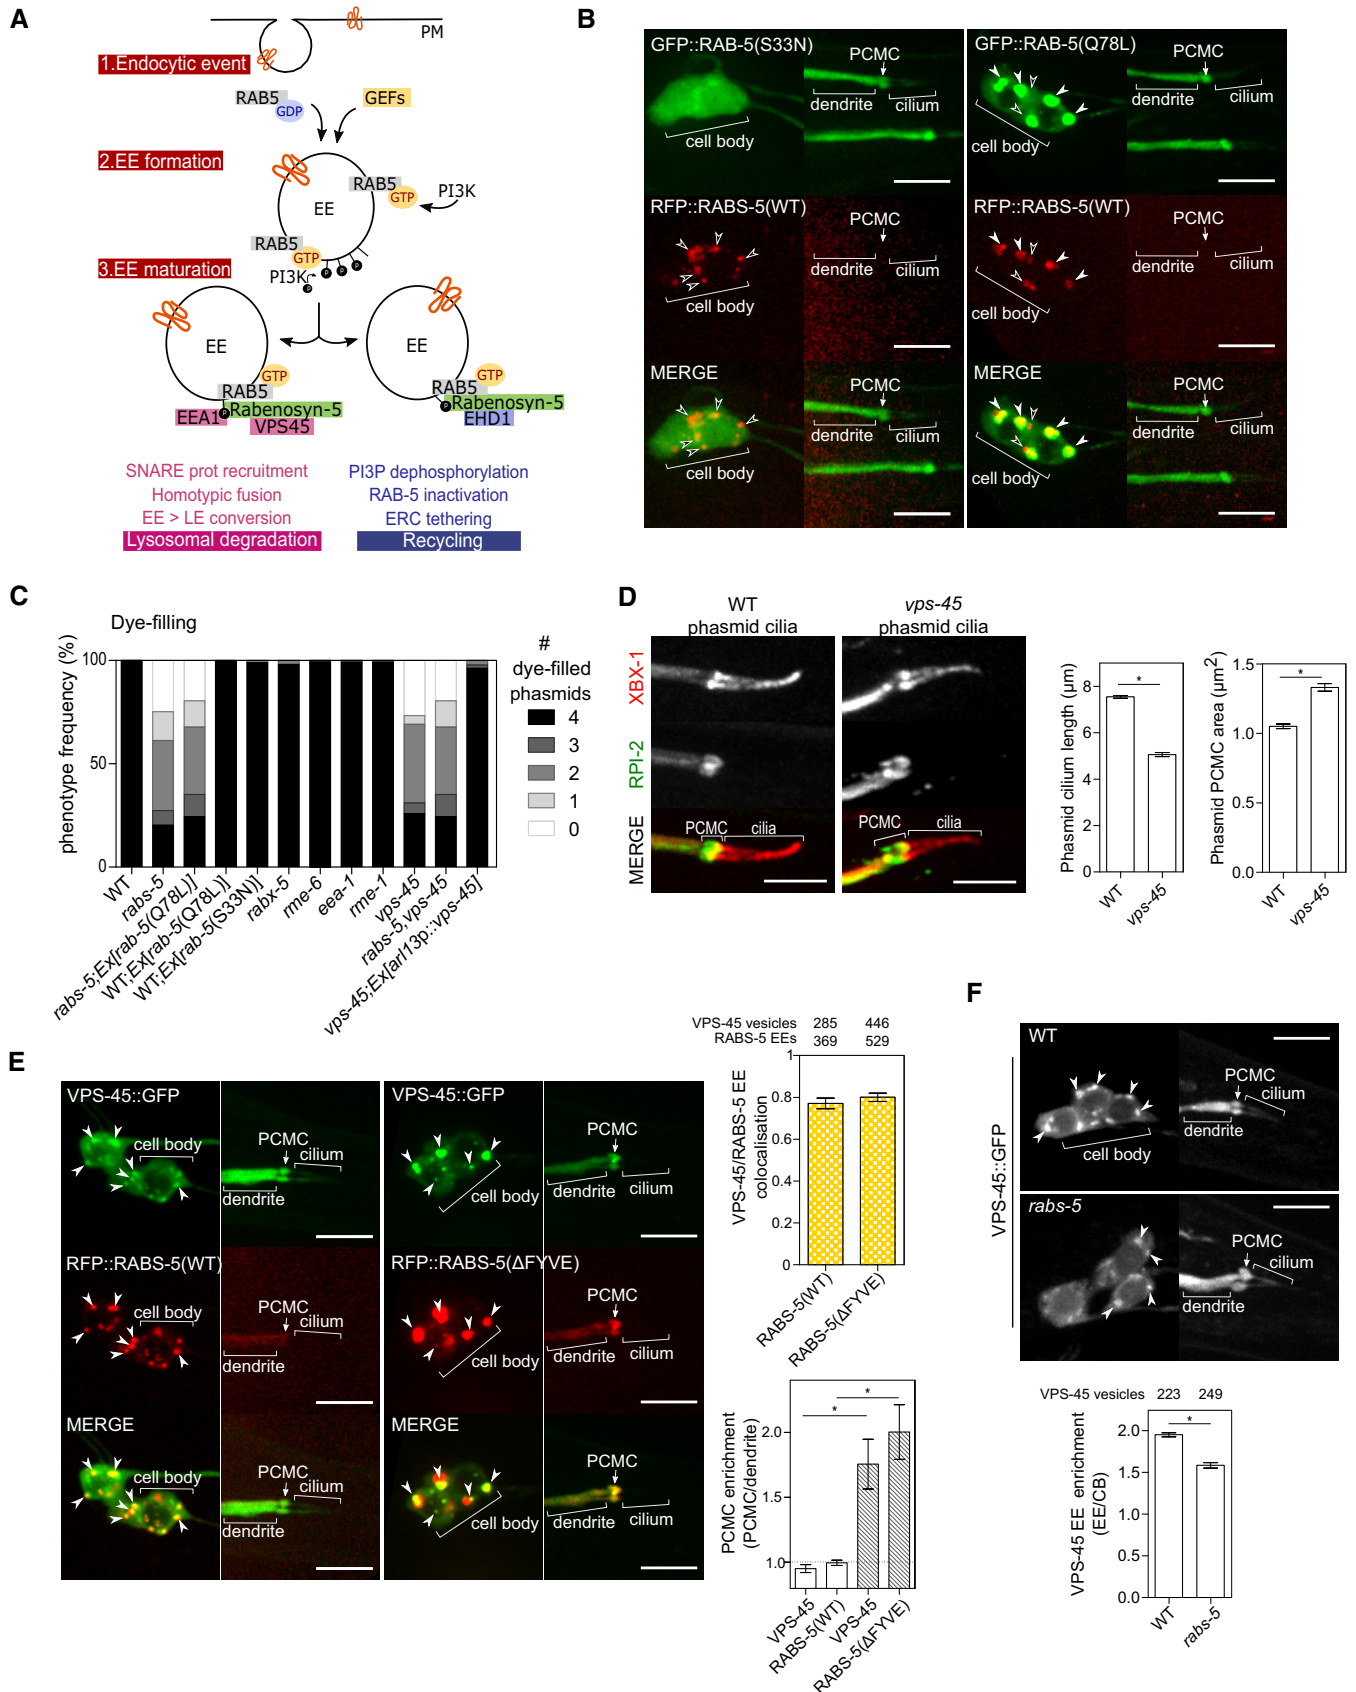 A
PM
1.Endocytic event
RAB5
GDP
GEFs
2.EE formation
RAB5
GTP
PI3K
EE
RAB5
GTP
P P P
PI3K
P
3.EE maturation
EE
EE
GTP
GTP
RAB5
RAB5
P Rabenosyn-5
P Rabenosyn-5
EEA1
VPS45
EHD1
SNARE prot recruitment
Homotypic fusion
EE > LE conversion
Lysosomal degradation
PI3P dephosphorylation
RAB-5 inactivation
ERC tethering
Recycling
B
GFP::RAB-5(S33N)
PCMC
dendrite
cilium
cell body
GFP::RAB-5(Q78L)
PCMC
dendrite
cilium
cell body
RFP::RABS-5(WT)
PCMC
dendrite
cilium
cell body
RFP::RABS-5(WT)
PCMC
dendrite
cilium
cell body
MERGE
PCMC
dendrite
cilium
cell body
MERGE
PCMC
dendrite
cilium
cell body
C
Dye-filling
phenotype frequency (%)
100
50
0
#
dye-filled
phasmids
4
3
2
1
0
WT
rabs-5
rabs-5;Ex[rab-5(Q78L)]
WT;Ex[rab-5(Q78L)]
WT;Ex[rab-5(S33N)]
rabx-5
rme-6
eea-1
rme-1
vps-45
rabs-5,vps-45
vps-45;Ex[arl13p::vps-45]
D
WT
phasmid cilia
vps-45
phasmid cilia
XBX-1
RPI-2
MERGE
PCMC
cilia
PCMC
cilia
Phasmid cilium length (µm)
8
6
4
2
0
*
WT
vps-45
Phasmid PCMC area (µm2)
1.5
1.0
0.5
0.0
*
WT
vps-45
E
VPS-45::GFP
cell body
PCMC
cilium
dendrite
VPS-45::GFP
cell body
PCMC
dendrite
cilium
RFP::RABS-5(WT)
cell body
PCMC
cilium
dendrite
RFP::RABS-5(ΔFYVE)
cell body
PCMC
dendrite
cilium
MERGE
cell body
PCMC
cilium
dendrite
MERGE
cell body
PCMC
dendrite
cilium
VPS-45 vesicles 285 446
RABS-5 EEs 369 529
VPS-45/RABS-5 EE
colocalisation
1
0.8
0.6
0.4
0.2
0
RABS-5(WT)
RABS-5(ΔFYVE)
PCMC enrichment
(PCMC/dendrite)
2.0
1.5
1.0
*
*
VPS-45
RABS-5(WT)
VPS-45
RABS-5(ΔFYVE)
F
VPS-45::GFP
WT
PCMC
cilium
dendrite
cell body
rabs-5
PCMC
cilium
dendrite
VPS-45 vesicles 223 249
VPS-45 EE enrichment
(EE/CB)
2.0
1.5
1.0
0.5
0.0
*
WT
rabs-5